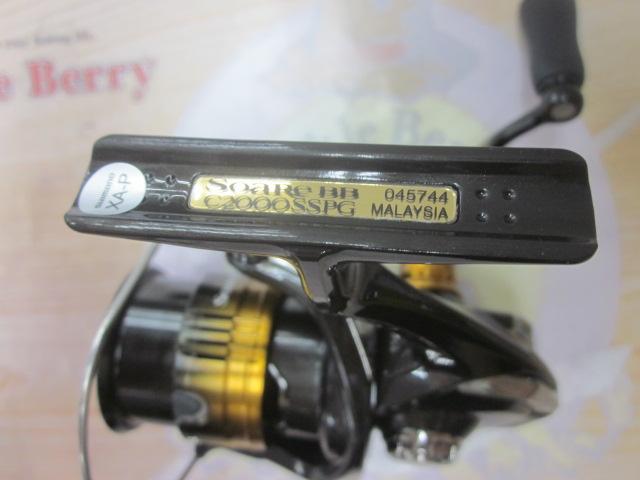 e Berry
Shimano
XA-P
Soare BB
C2000SSPG
045744
MALAYSIA